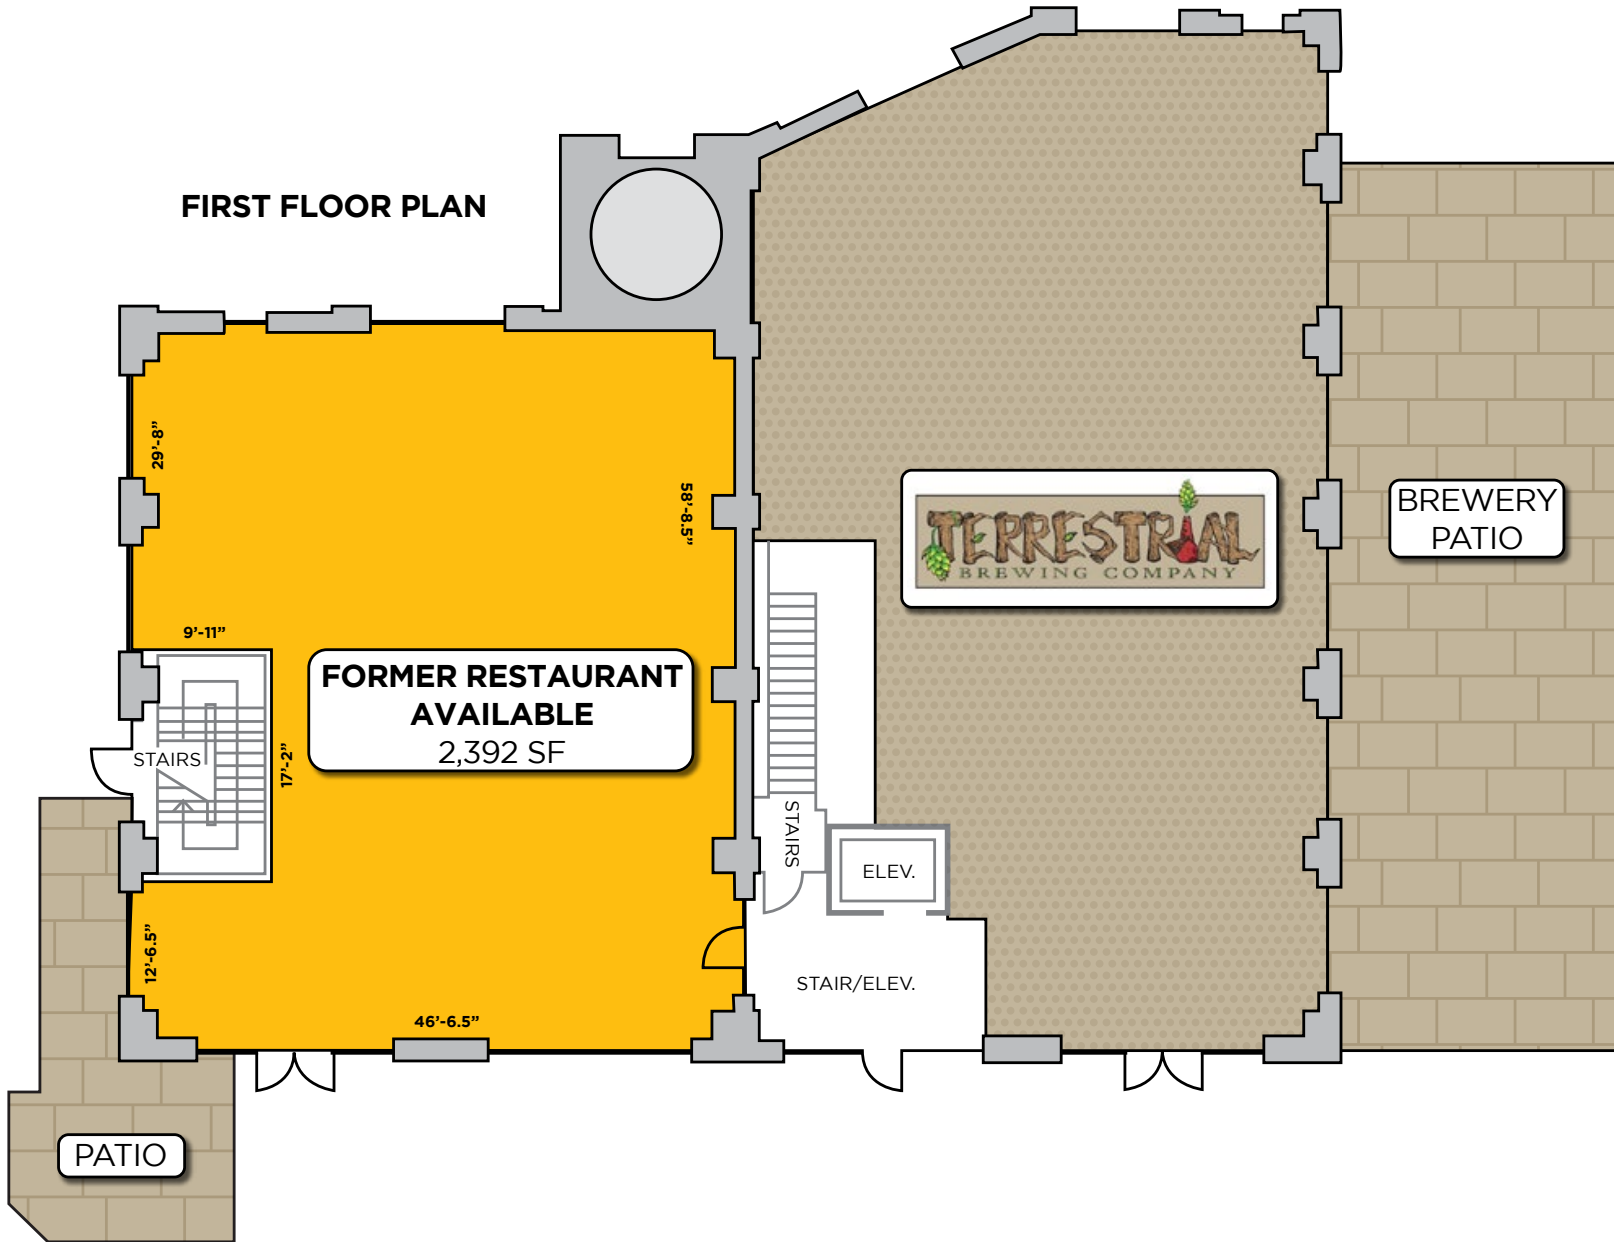 FIRST FLOOR PLAN
29'-8"
58'-8.5"
TERRESTRIAL
BREWING COMPANY
BREWERY
PATIO
9'-11"
FORMER RESTAURANT
AVAILABLE
2,392 SF
STAIRS
17'-2"
STAIRS
ELEV.
12'-6.5"
STAIR/ELEV.
46'-6.5"
PATIO